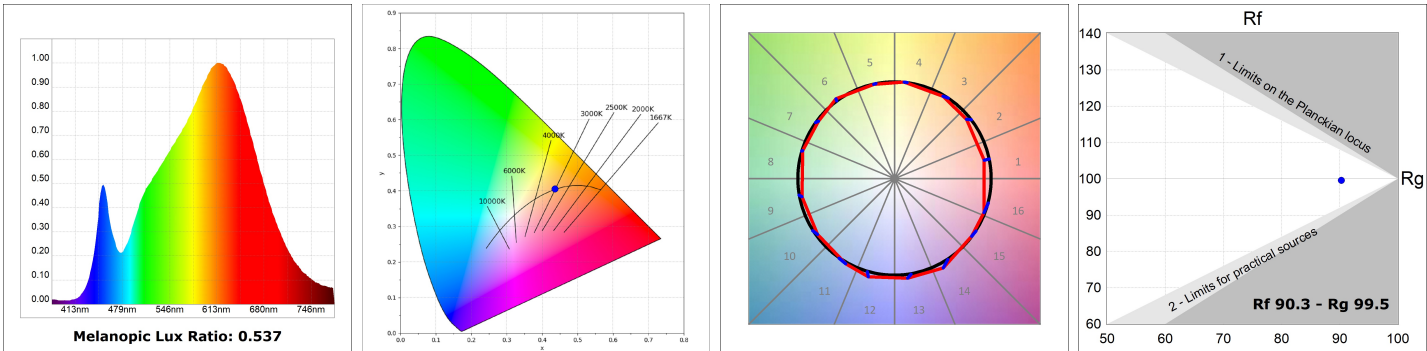 1.00
0.90
0.80
0.70
0.60
0.50
0.40
0.30
0.20
0.10
0.00
413nm 479nm 546nm 613nm 680nm 746nm
Melanopic Lux Ratio: 0.537
0.9
0.8
0.7
0.6
0.5
0.4
0.3
0.2
0.1
0.0
y
0.0 0.1 0.2 0.3 0.4 0.5 0.6 0.7 0.8
x
10000K
6000K
4000K
3000K
2500K
2000K
1667K
1
2
3
4
5
6
7
8
9
10
11
12
13
14
15
16
Rf
140
130
120
110
100
90
80
70
60
50 60 70 80 90 100
Rg
1 - Limits on the Planckian locus
2 - Limits for practical sources
Rf 90.3 - Rg 99.5